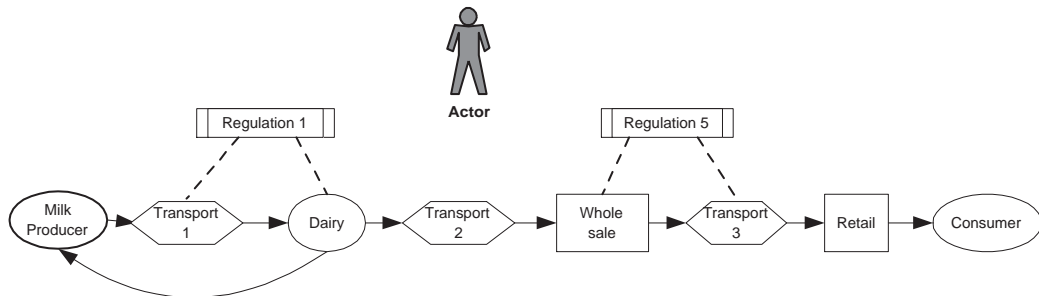 Actor
Regulation 1
Regulation 5
Milk
Producer
Transport
1
Dairy
Transport
2
Whole
sale
Transport
3
Retail
Consumer